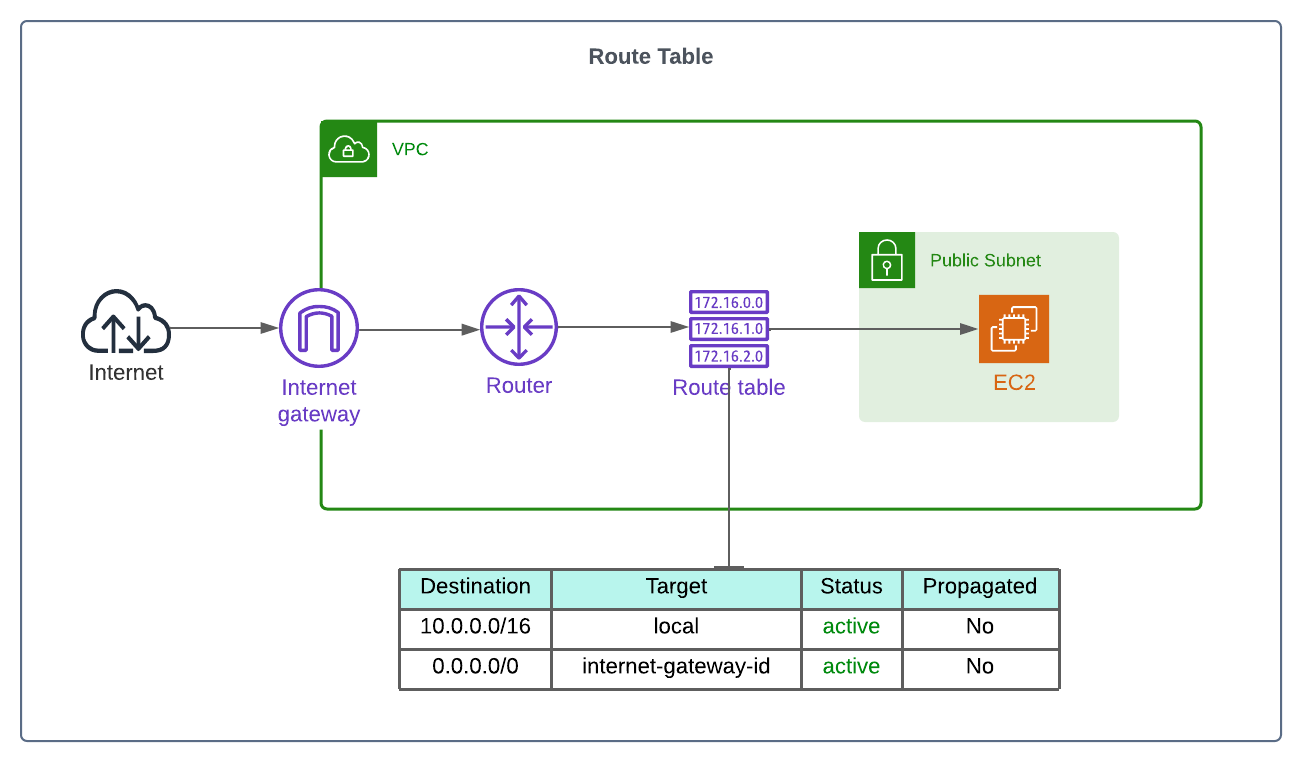 Route Table
VPC
Public Subnet
172.16.0.0
172.16.1.0
172.16.2.0
Internet
Internet
gateway
Router
Route table
EC2
Destination Target Status Propagated
10.0.0.0/16 local active No
0.0.0.0/0 internet-gateway-id active No